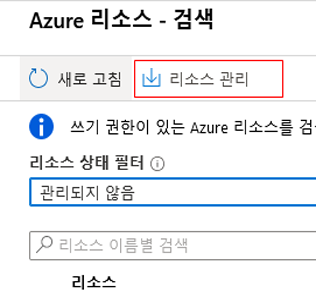 Azure 리소스 - 검색
새로 고침 리소스 관리
쓰기 권한이 있는 Azure 리소스를
리소스 상태 필터
관리되지 않음
리소스 이름별 검색
리소스